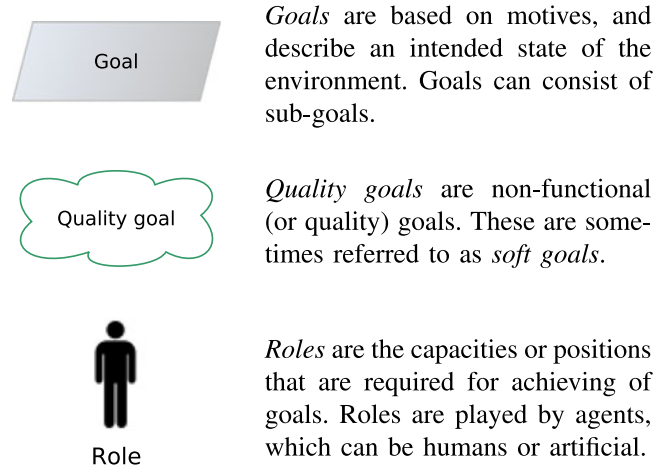 Goal
Goals are based on motives, and
describe an intended state of the
environment. Goals can consist of
sub-goals.
Quality goal
Quality goals are non-functional
(or quality) goals. These are some-
times referred to as soft goals.
Role
Roles are the capacities or positions
that are required for achieving of
goals. Roles are played by agents,
which can be humans or artificial.